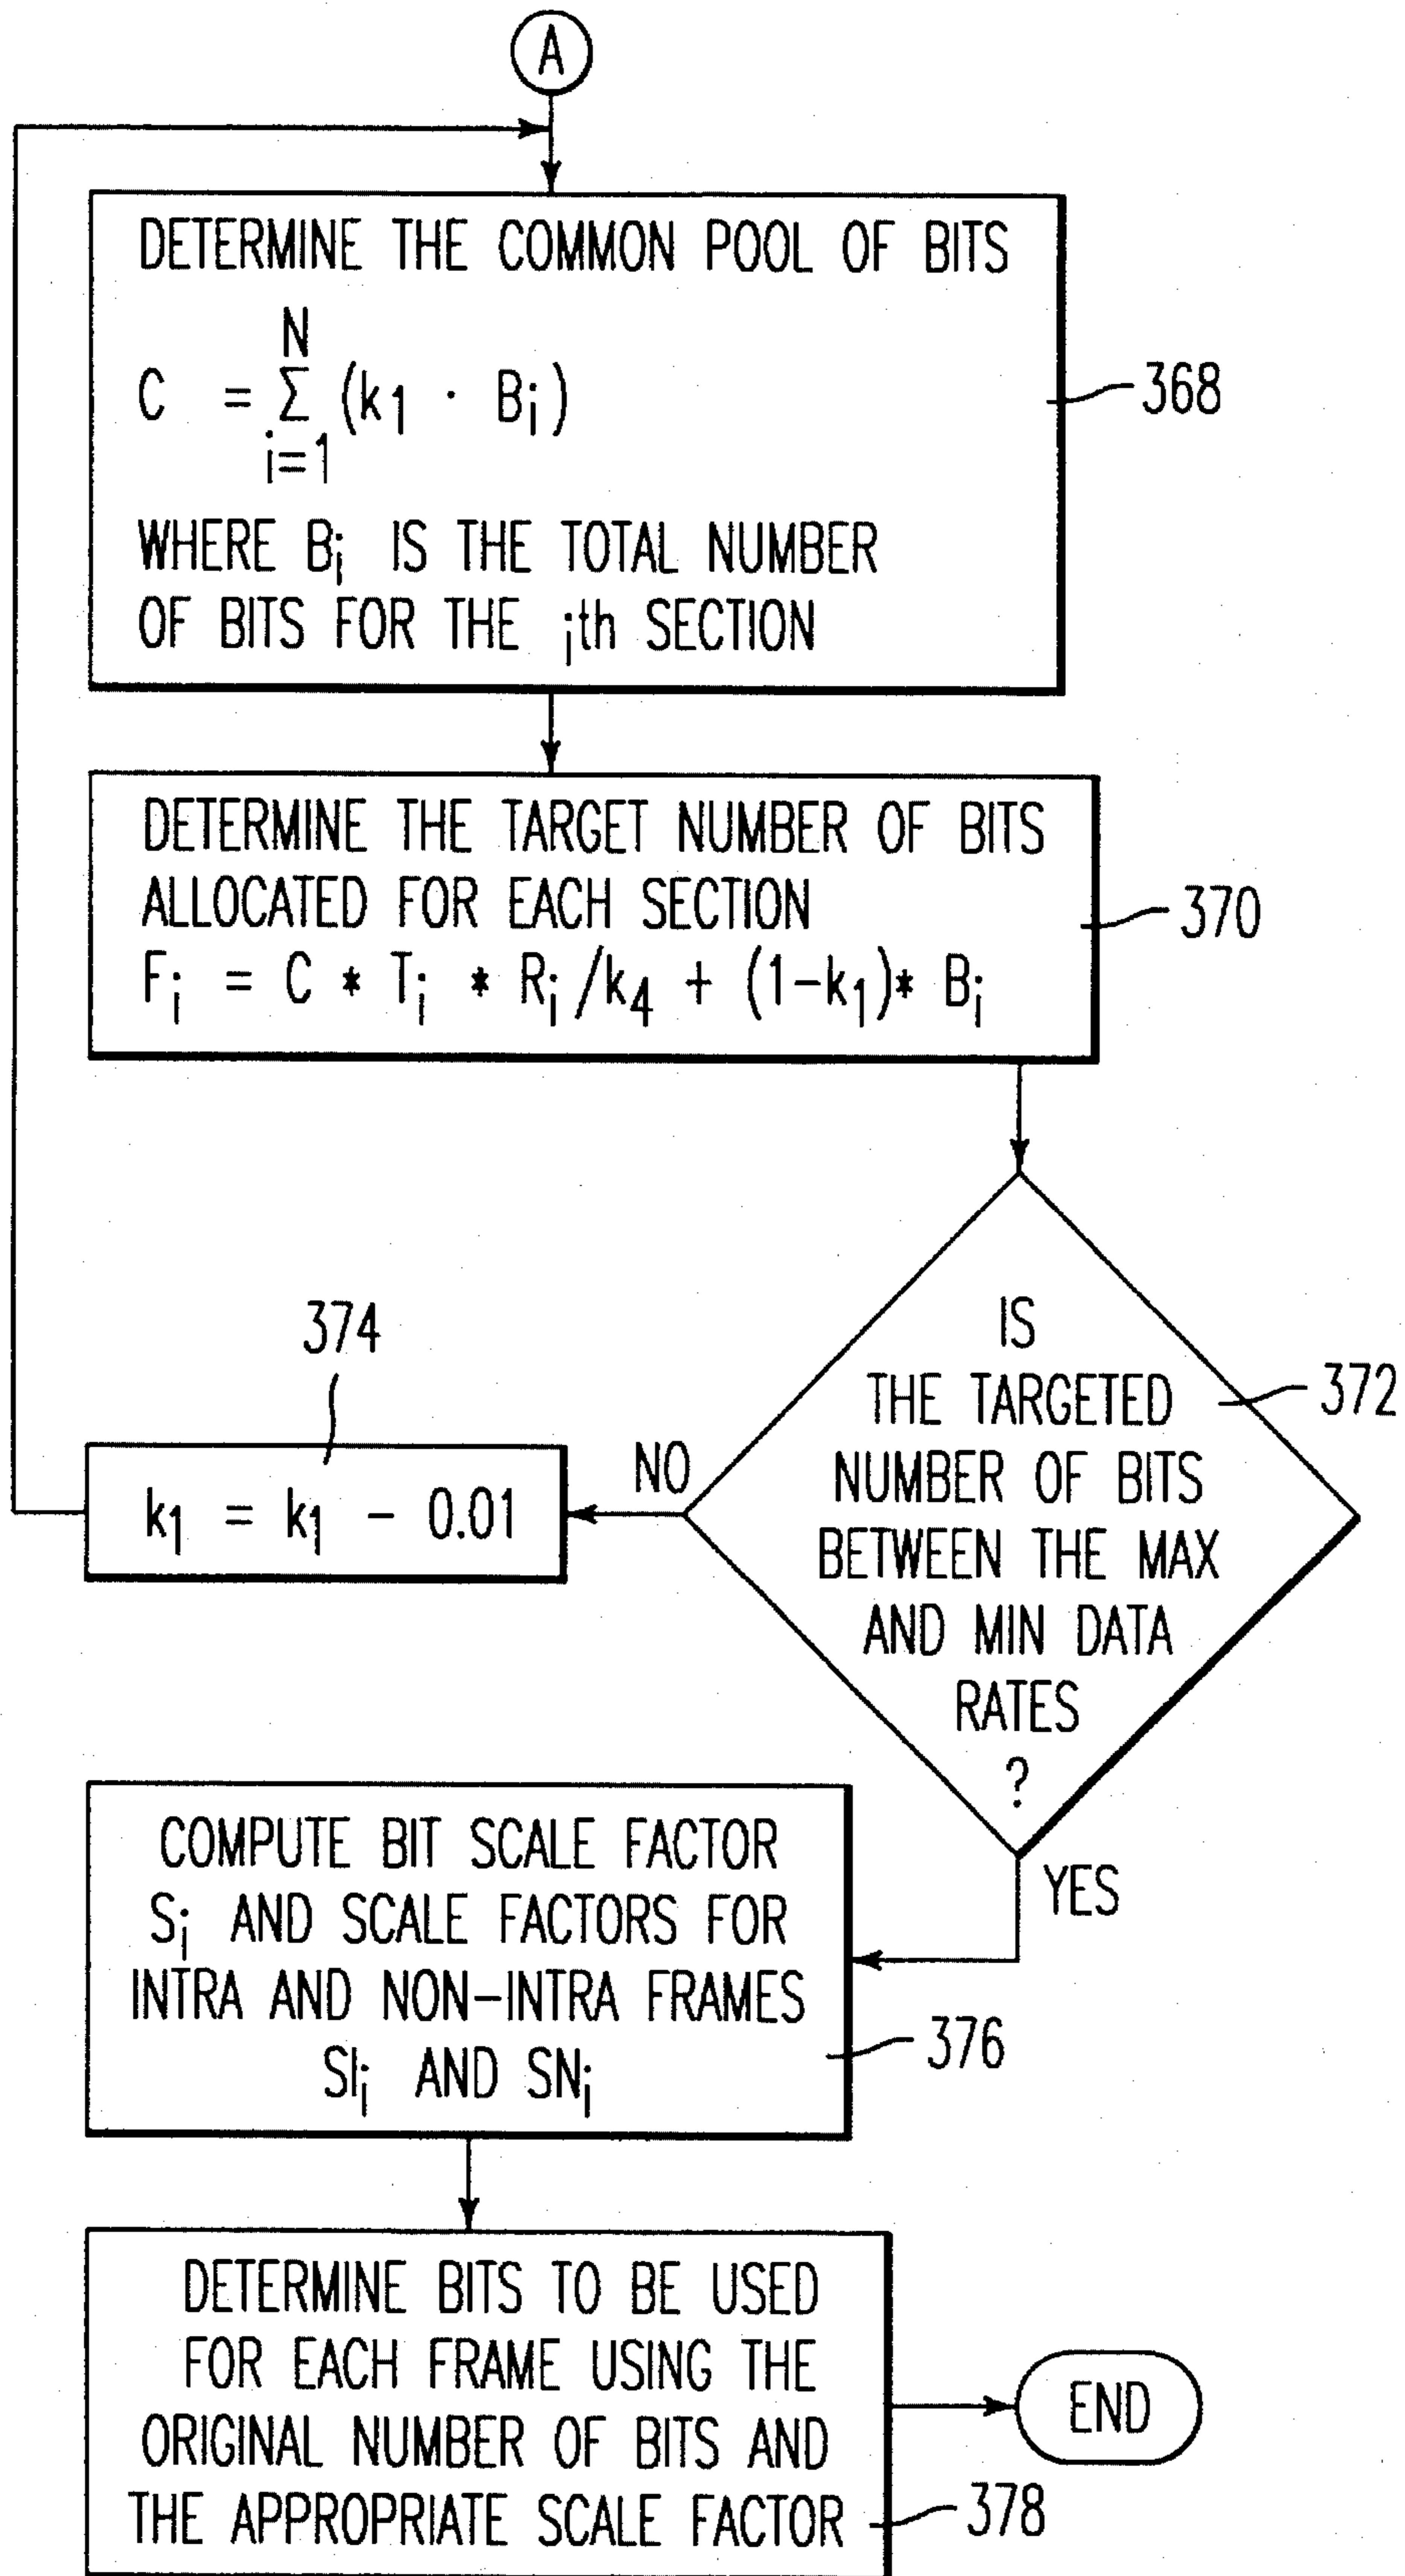 A
DETERMINE THE COMMON POOL OF BITS
N
C = Σ (k1 · Bi)
i=1
WHERE Bi IS THE TOTAL NUMBER
OF BITS FOR THE ith SECTION
368
DETERMINE THE TARGET NUMBER OF BITS
ALLOCATED FOR EACH SECTION
Fi = C * Ti * Ri /k4 + (1-k1)* Bi
370
IS
THE TARGETED
NUMBER OF BITS
BETWEEN THE MAX
AND MIN DATA
RATES
?
372
NO
374
k1 = k1 - 0.01
YES
COMPUTE BIT SCALE FACTOR
Si AND SCALE FACTORS FOR
INTRA AND NON-INTRA FRAMES
SIi AND SNi
376
DETERMINE BITS TO BE USED
FOR EACH FRAME USING THE
ORIGINAL NUMBER OF BITS AND
THE APPROPRIATE SCALE FACTOR
378
END